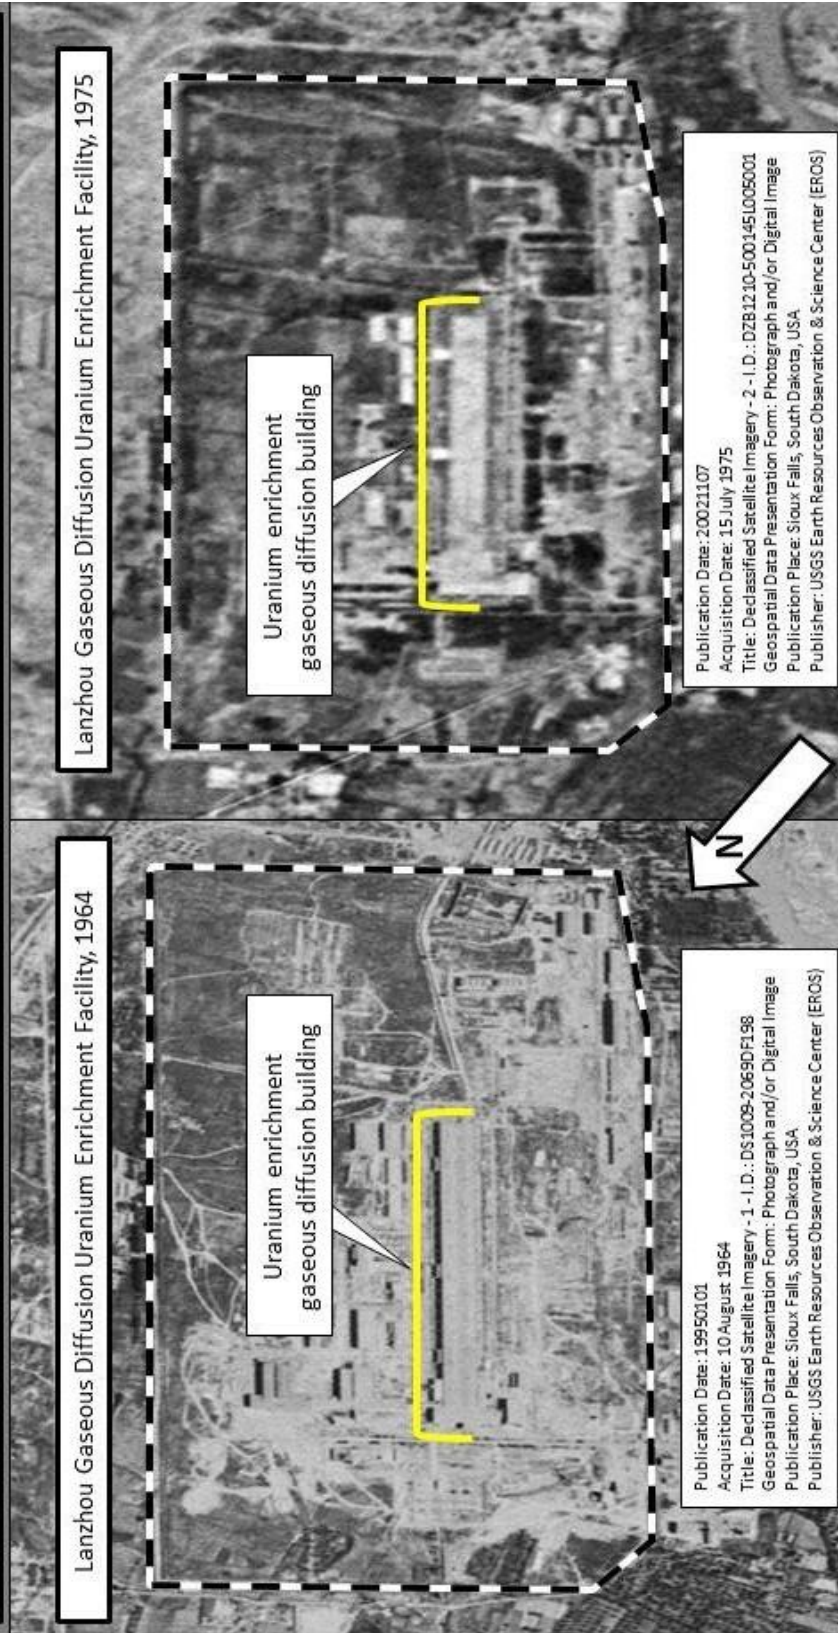 Lanzhou Gaseous Diffusion Uranium Enrichment Facility, 1964
Uranium enrichment
gaseous diffusion building
Publication Date: 19950101
Acquisition Date: 10 August 1964
Title: Declassified Satellite Imagery - 1 - I.D.: DS1009-2069DF198
Geospatial Data Presentation Form: Photograph and/or Digital Image
Publication Place: Sioux Falls, South Dakota, USA
Publisher: USGS Earth Resources Observation & Science Center (EROS)
N
Lanzhou Gaseous Diffusion Uranium Enrichment Facility, 1975
Uranium enrichment
gaseous diffusion building
Publication Date: 20021107
Acquisition Date: 15 July 1975
Title: Declassified Satellite Imagery - 2 - I.D.: DZB1210-500145L005001
Geospatial Data Presentation Form: Photograph and/or Digital Image
Publication Place: Sioux Falls, South Dakota, USA
Publisher: USGS Earth Resources Observation & Science Center (EROS)